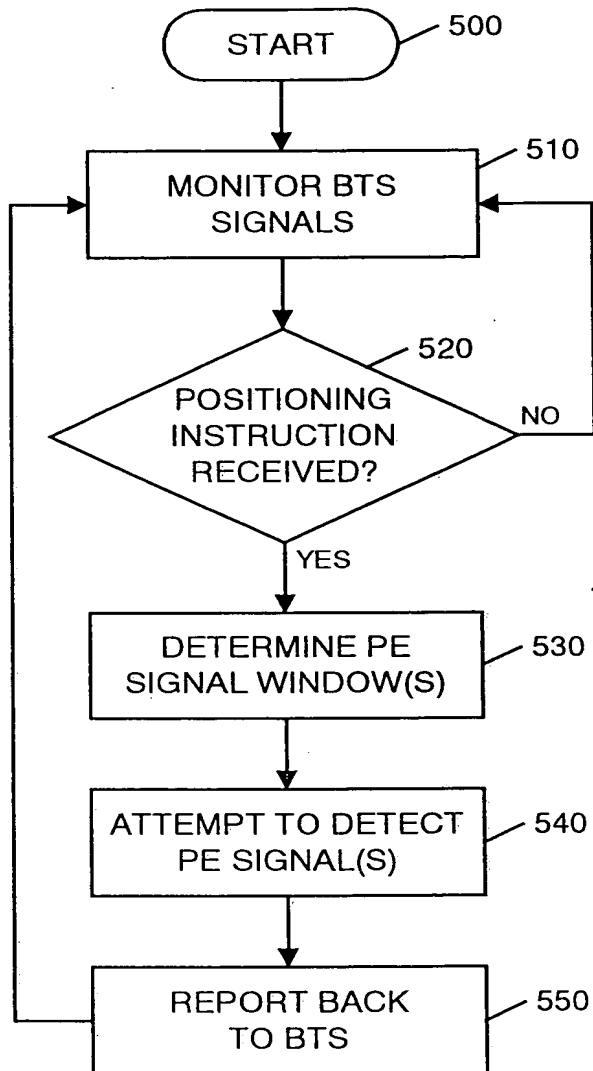 START
500
MONITOR BTS
SIGNALS
510
POSITIONING
INSTRUCTION
RECEIVED?
520
NO
YES
DETERMINE PE
SIGNAL WINDOW(S)
530
ATTEMPT TO DETECT
PE SIGNAL(S)
540
REPORT BACK
TO BTS
550